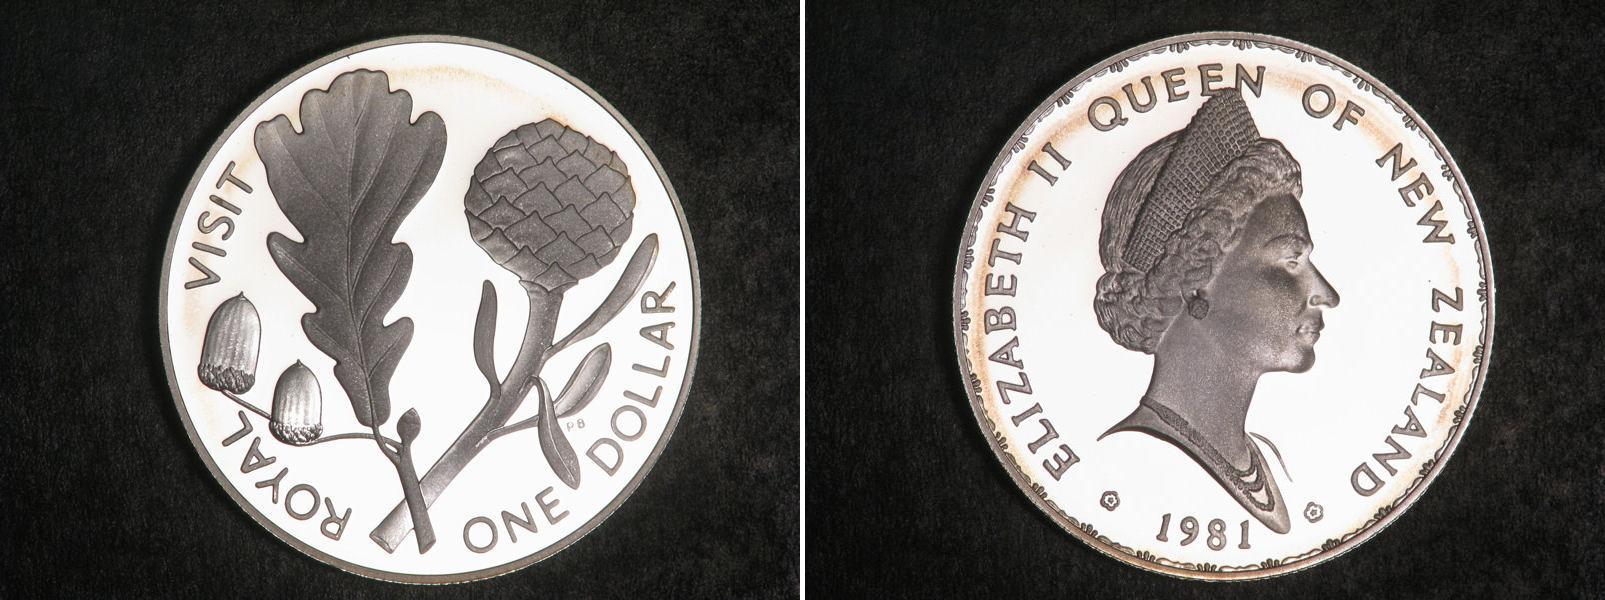 ROYAL VISIT
ONE DOLLAR
PB
ELIZABETH II QUEEN OF NEW ZEALAND
1981